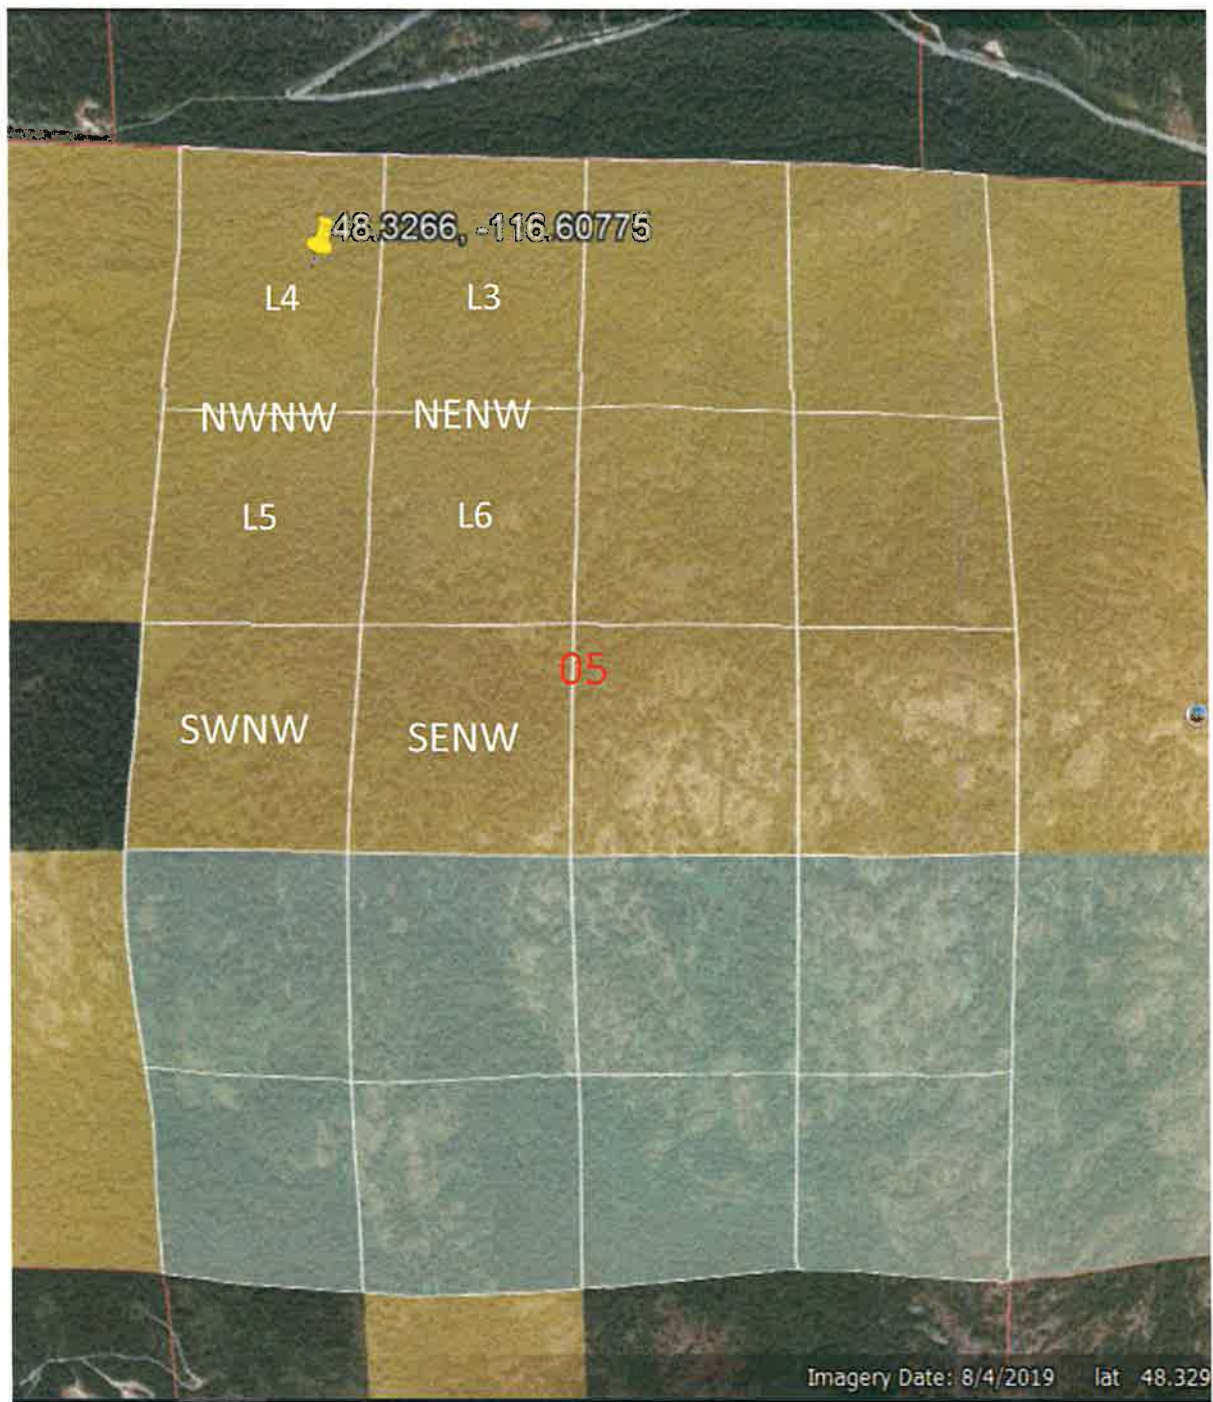 48.3266, -116.60775
L4
L3
NWNW
NENW
L5
L6
05
SWNW
SENW
Imagery Date: 8/4/2019 lat 48.329